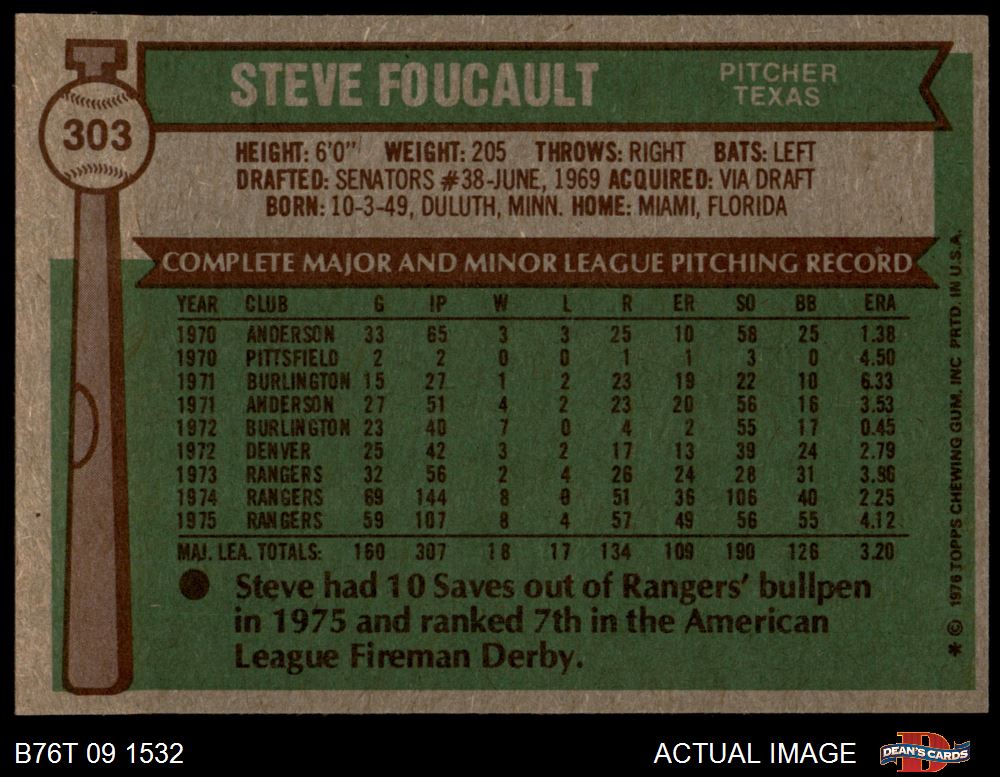 STEVE FOUCAULT
PITCHER
TEXAS
303
HEIGHT: 6'0" WEIGHT: 205 THROWS: RIGHT BATS: LEFT
DRAFTED: SENATORS #38-JUNE, 1969 ACQUIRED: VIA DRAFT
BORN: 10-3-49, DULUTH, MINN. HOME: MIAMI, FLORIDA
COMPLETE MAJOR AND MINOR LEAGUE PITCHING RECORD
YEAR CLUB G IP W L R ER SO BB ERA
1970 ANDERSON 33 65 3 3 25 10 58 25 1.38
1970 PITTSFIELD 2 2 0 0 1 1 3 0 4.50
1971 BURLINGTON 15 27 1 2 23 19 22 10 6.33
1971 ANDERSON 27 51 4 2 23 20 56 16 3.53
1972 BURLINGTON 23 40 7 0 4 2 55 17 0.45
1972 DENVER 25 42 3 2 17 13 39 24 2.79
1973 RANGERS 32 56 2 4 26 24 28 31 3.86
1974 RANGERS 69 144 8 51 36 106 40 2.25
1975 RANGERS 59 107 8 4 57 49 56 55 4.12
MAJ. LEA. TOTALS: 160 307 18 17 134 109 190 126 3.20
Steve had 10 Saves out of Rangers' bullpen
in 1975 and ranked 7th in the American
League Fireman Derby.
* © 1976 TOPPS CHEWING GUM, INC. PRTD. IN U.S.A.
B76T 09 1532
ACTUAL IMAGE
D
DEAN'S CARDS